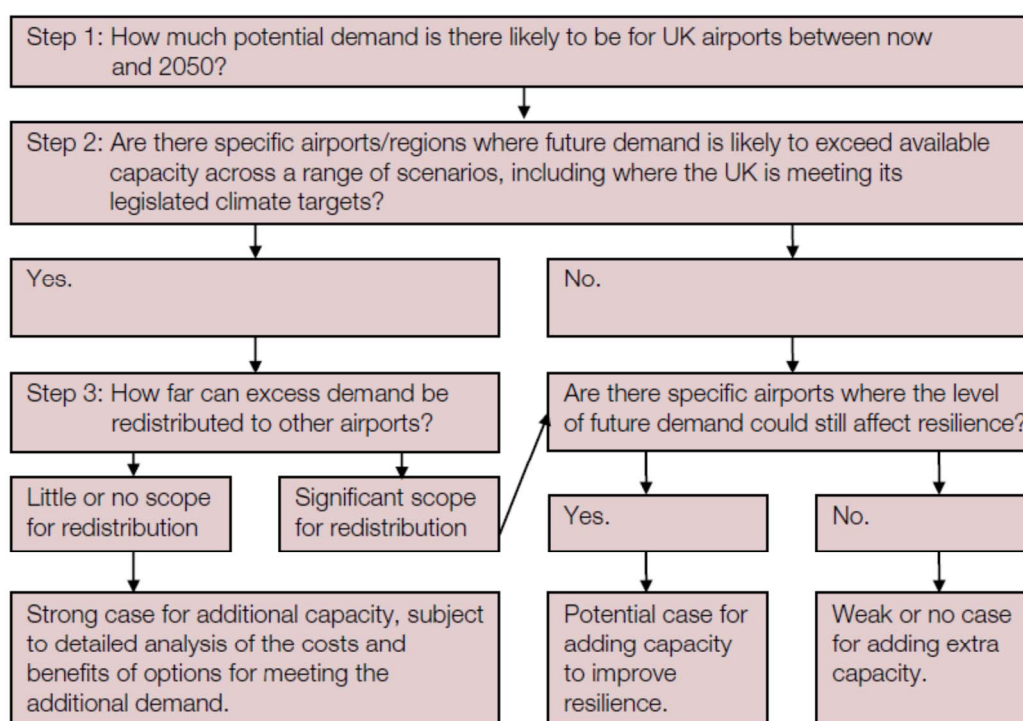 Step 1: How much potential demand is there likely to be for UK airports between now
and 2050?
Step 2: Are there specific airports/regions where future demand is likely to exceed available
capacity across a range of scenarios, including where the UK is meeting its
legislated climate targets?
Yes.
No.
Step 3: How far can excess demand be
redistributed to other airports?
Are there specific airports where the level
of future demand could still affect resilience?
Little or no scope
for redistribution
Significant scope
for redistribution
Yes.
No.
Strong case for additional capacity, subject
to detailed analysis of the costs and
benefits of options for meeting the
additional demand.
Potential case for
adding capacity
to improve
resilience.
Weak or no case
for adding extra
capacity.